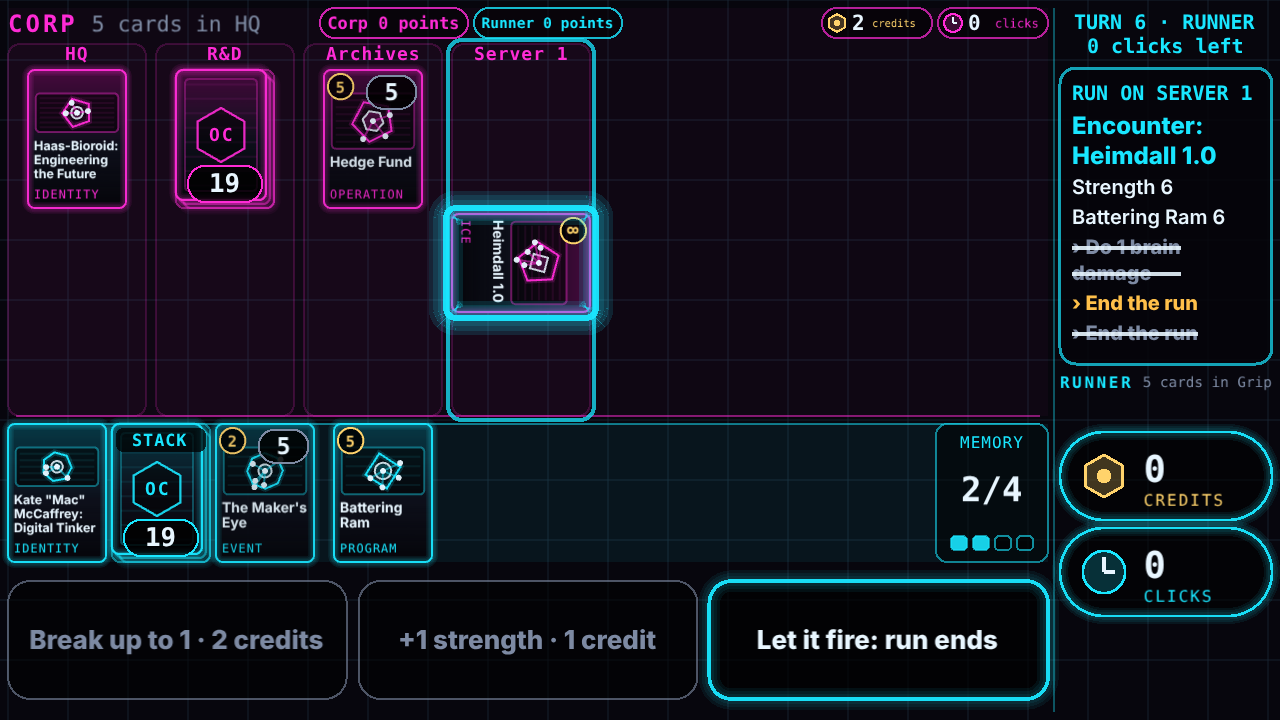 CORP 5 cards in HQ
Corp 0 points
Runner 0 points
2 credits
0 clicks
TURN 6 · RUNNER
0 clicks left
HQ
R&D
Archives
Server 1
Haas-Bioroid:
Engineering
the Future
IDENTITY
OC
19
5
5
Hedge Fund
OPERATION
ICE
Heimdall 1.0
8
RUN ON SERVER 1
Encounter:
Heimdall 1.0
Strength 6
Battering Ram 6
› Do 1 brain
damage
› End the run
› End the run
RUNNER 5 cards in Grip
Kate "Mac"
McCaffrey:
Digital Tinker
IDENTITY
STACK
OC
19
2
5
The Maker's
Eye
EVENT
5
Battering
Ram
PROGRAM
MEMORY
2/4
0
CREDITS
0
CLICKS
Break up to 1 · 2 credits
+1 strength · 1 credit
Let it fire: run ends